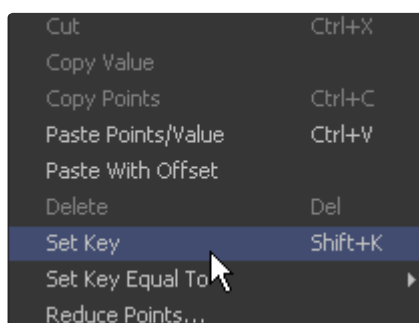 Cut Ctrl+X
Copy Value
Copy Points Ctrl+C
Paste Points/Value Ctrl+V
Paste With Offset
Delete Del
Set Key Shift+K
Set Key Equal To
Reduce Points...